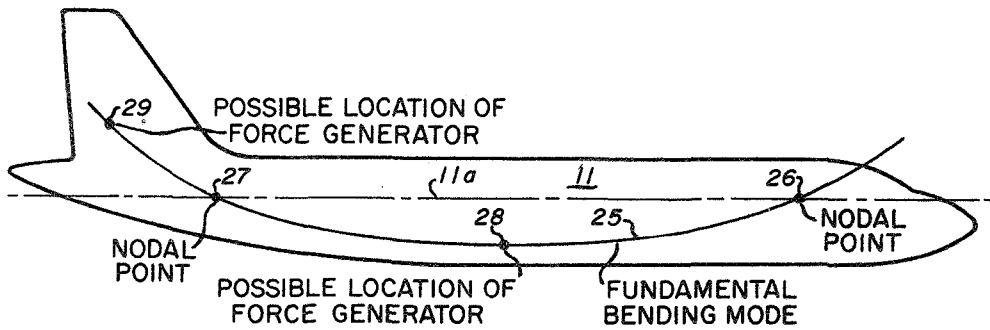 29
POSSIBLE LOCATION OF
FORCE GENERATOR
27
11a
11
26
NODAL
POINT
28
25
NODAL
POINT
POSSIBLE LOCATION OF
FORCE GENERATOR
FUNDAMENTAL
BENDING MODE